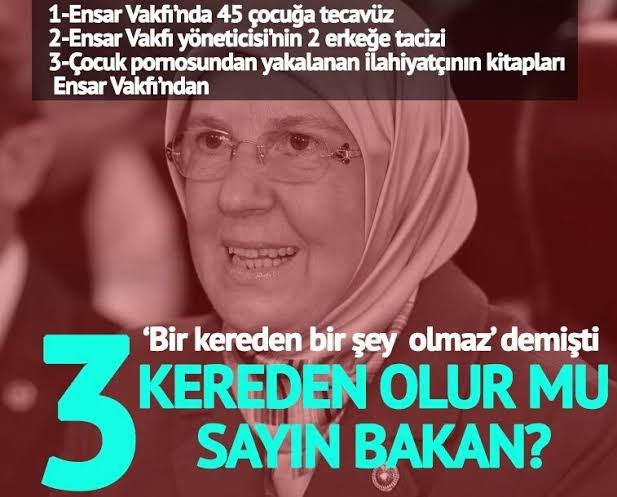 1-Ensar Vakfı'nda 45 çocuğa tecavüz
2-Ensar Vakfı yöneticisi'nin 2 erkeğe tacizi
3-Çocuk pornosundan yakalanan ilahiyatçının kitapları
Ensar Vakfı'ndan
'Bir kereden bir şey olmaz' demişti
3 KEREDEN OLUR MU
SAYIN BAKAN?